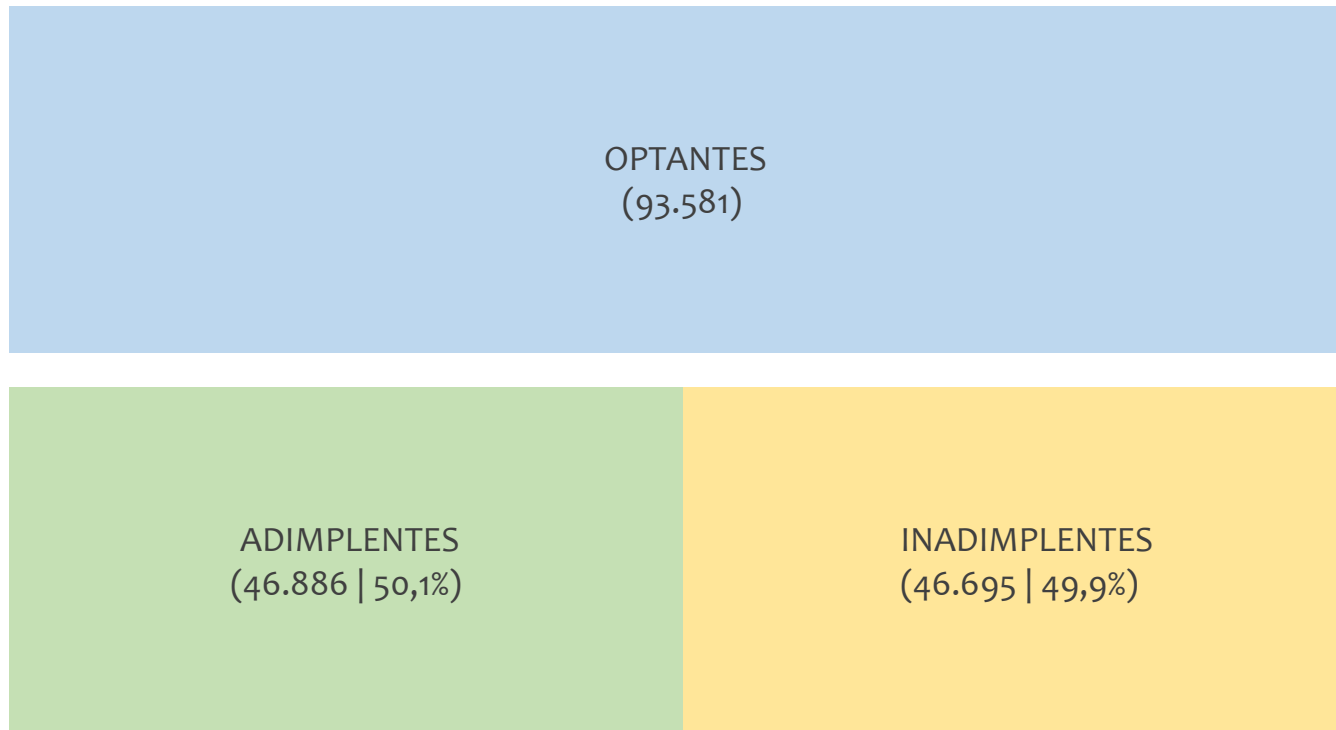 OPTANTES
(93.581)
ADIMPLENTES
(46.886 | 50,1%)
INADIMPLENTES
(46.695 | 49,9%)